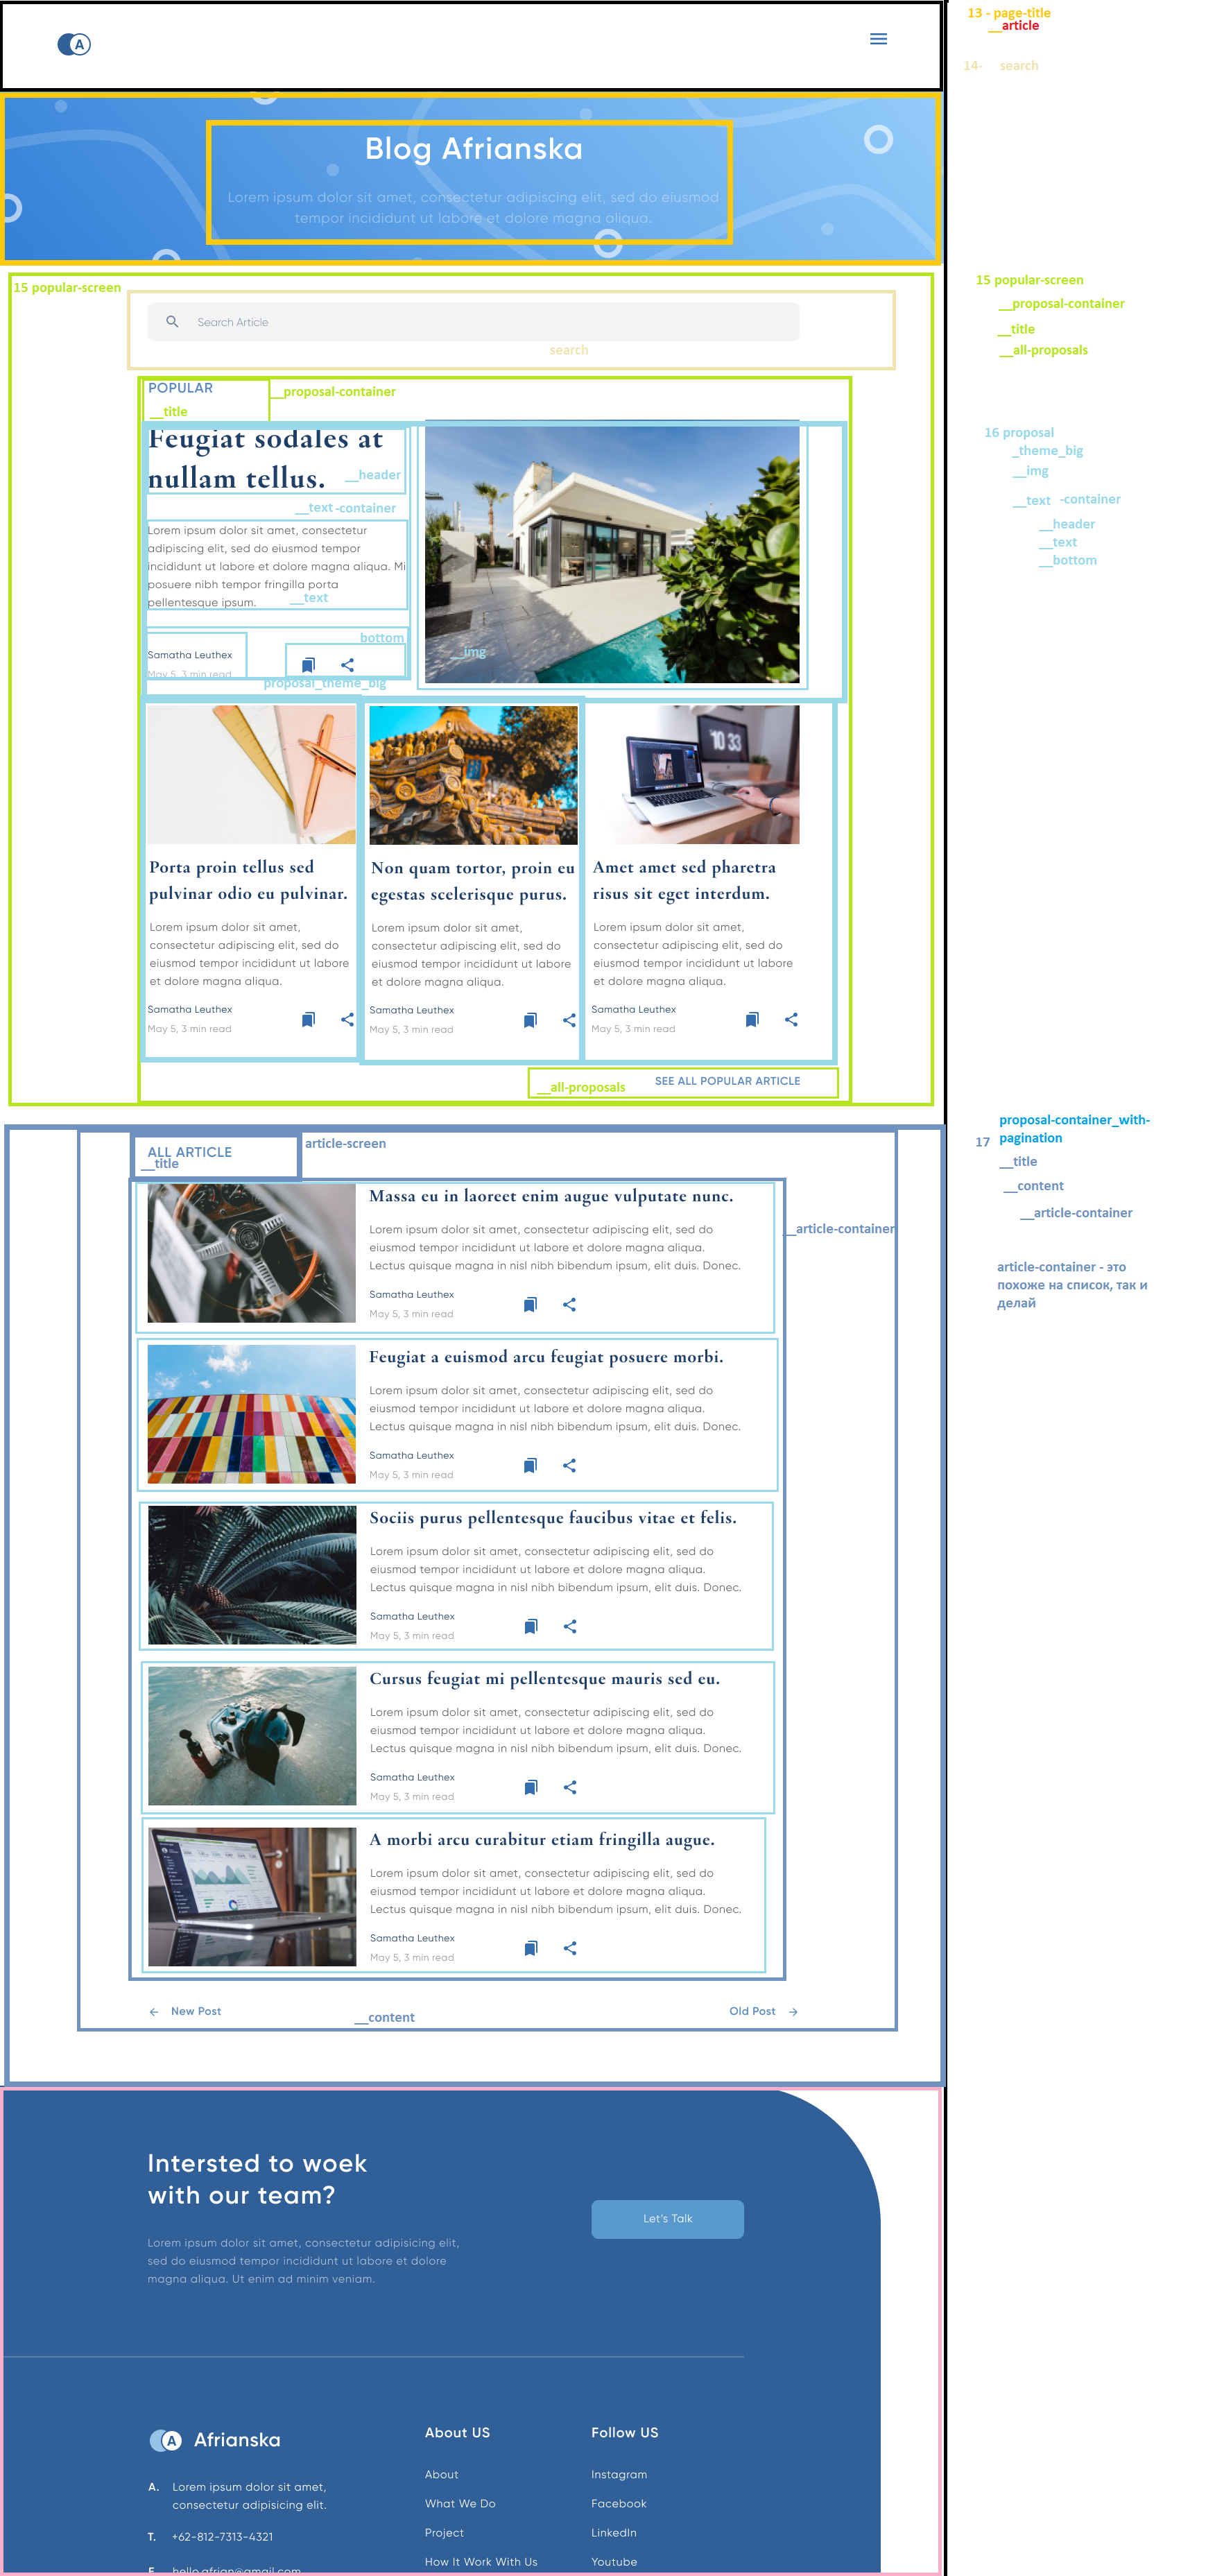 A
13 - page-title
__article
14- search
Blog Afrianska
Lorem ipsum dolor sit amet, consectetur adipiscing elit, sed do eiusmod
tempor incididunt ut labore et dolore magna aliqua.
15 popular-screen
Search Article
search
15 popular-screen
__proposal-container
__title
__all-proposals
POPULAR
__proposal-container
__title
Feugiat sodales at
nullam tellus.
__header
__text -container
Lorem ipsum dolor sit amet, consectetur
adipiscing elit, sed do eiusmod tempor
incididunt ut labore et dolore magna aliqua. Mi
posuere nibh tempor fringilla porta
pellentesque ipsum.
__text
bottom
Samatha Leuthex
May 5, 3 min read
__img
proposal_theme_big
16 proposal
_theme_big
__img
__text -container
__header
__text
__bottom
10 33
Porta proin tellus sed
pulvinar odio eu pulvinar.
Lorem ipsum dolor sit amet,
consectetur adipiscing elit, sed do
eiusmod tempor incididunt ut labore
et dolore magna aliqua.
Samatha Leuthex
May 5, 3 min read
Non quam tortor, proin eu
egestas scelerisque purus.
Lorem ipsum dolor sit amet,
consectetur adipiscing elit, sed do
eiusmod tempor incididunt ut labore
et dolore magna aliqua.
Samatha Leuthex
May 5, 3 min read
Amet amet sed pharetra
risus sit eget interdum.
Lorem ipsum dolor sit amet,
consectetur adipiscing elit, sed do
eiusmod tempor incididunt ut labore
et dolore magna aliqua.
Samatha Leuthex
May 5, 3 min read
__all-proposals
SEE ALL POPULAR ARTICLE
ALL ARTICLE
__title
article-screen
__article-container
17 proposal-container_with-
pagination
__title
__content
__article-container
article-container - это
похоже на список, так и
делай
Massa eu in laoreet enim augue vulputate nunc.
Lorem ipsum dolor sit amet, consectetur adipiscing elit, sed do
eiusmod tempor incididunt ut labore et dolore magna aliqua.
Lectus quisque magna in nisl nibh bibendum ipsum, elit duis. Donec.
Samatha Leuthex
May 5, 3 min read
Feugiat a euismod arcu feugiat posuere morbi.
Lorem ipsum dolor sit amet, consectetur adipiscing elit, sed do
eiusmod tempor incididunt ut labore et dolore magna aliqua.
Lectus quisque magna in nisl nibh bibendum ipsum, elit duis. Donec.
Samatha Leuthex
May 5, 3 min read
Sociis purus pellentesque faucibus vitae et felis.
Lorem ipsum dolor sit amet, consectetur adipiscing elit, sed do
eiusmod tempor incididunt ut labore et dolore magna aliqua.
Lectus quisque magna in nisl nibh bibendum ipsum, elit duis. Donec.
Samatha Leuthex
May 5, 3 min read
Cursus feugiat mi pellentesque mauris sed eu.
Lorem ipsum dolor sit amet, consectetur adipiscing elit, sed do
eiusmod tempor incididunt ut labore et dolore magna aliqua.
Lectus quisque magna in nisl nibh bibendum ipsum, elit duis. Donec.
Samatha Leuthex
May 5, 3 min read
A morbi arcu curabitur etiam fringilla augue.
Lorem ipsum dolor sit amet, consectetur adipiscing elit, sed do
eiusmod tempor incididunt ut labore et dolore magna aliqua.
Lectus quisque magna in nisl nibh bibendum ipsum, elit duis. Donec.
Samatha Leuthex
May 5, 3 min read
New Post
__content
Old Post
Intersted to woek
with our team?
Lorem ipsum dolor sit amet, consectetur adipisicing elit,
sed do eiusmod tempor incididunt ut labore et dolore
magna aliqua. Ut enim ad minim veniam.
Let's Talk
A Afrianska
A. Lorem ipsum dolor sit amet,
consectetur adipisicing elit.
T. +62-812-7313-4321
E. hello.afrian@gmail.com
About US
About
What We Do
Project
How It Work With Us
Follow US
Instagram
Facebook
LinkedIn
Youtube